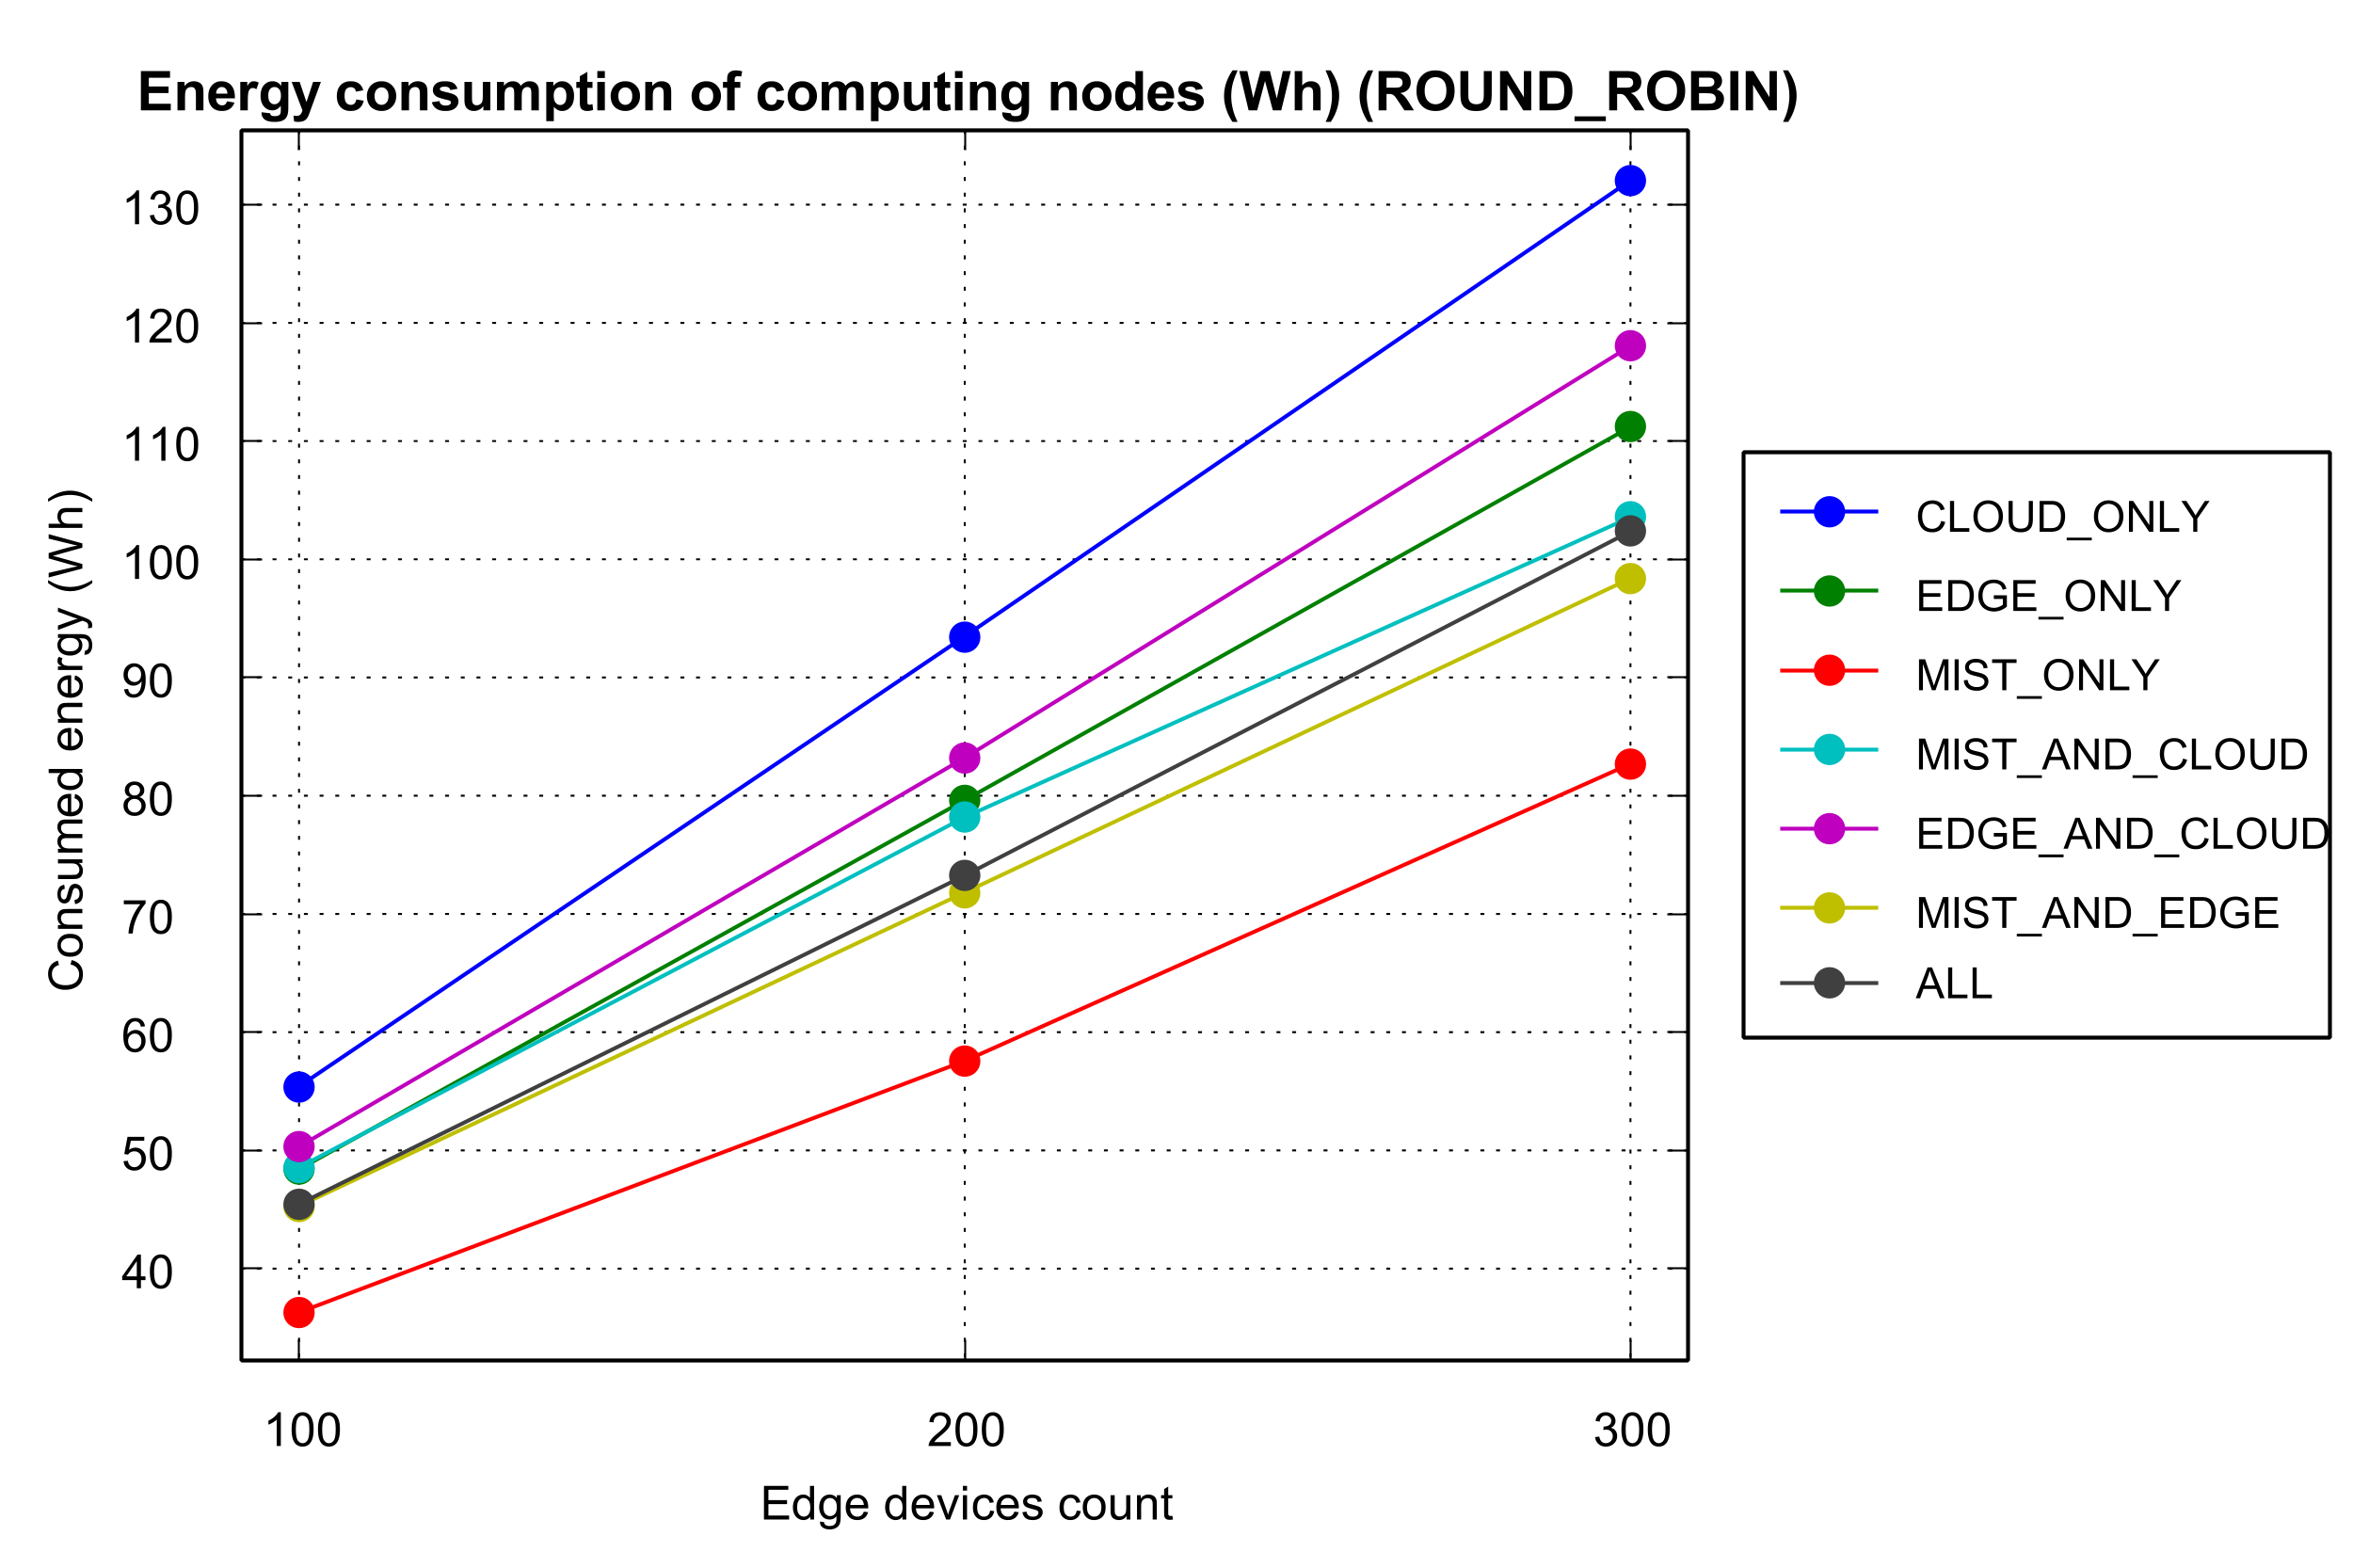 Energy consumption of computing nodes (Wh) (ROUND_ROBIN)
130
120
110
100
90
80
70
60
50
40
Consumed energy (Wh)
100
200
300
Edge devices count
CLOUD_ONLY
EDGE_ONLY
MIST_ONLY
MIST_AND_CLOUD
EDGE_AND_CLOUD
MIST_AND_EDGE
ALL